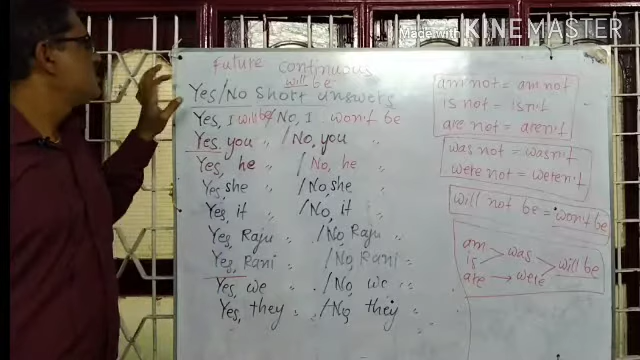 Made with KINEMASTER
Future continuous
will be
Yes/No Short answers
Yes, I will be / No, I won't be
Yes, you " / No, you "
Yes, he " / No, he "
Yes, she " / No, she "
Yes, it " / No, it "
Yes, Raju " / No, Raju "
Yes, Rani " / No, Rani "
Yes, we " / No, we "
Yes, they " / No, they "
am not = am not
is not = isn't
are not = aren't
was not = wasn't
were not = weren't
will not be = won't be
am
is > was
are → were > will be